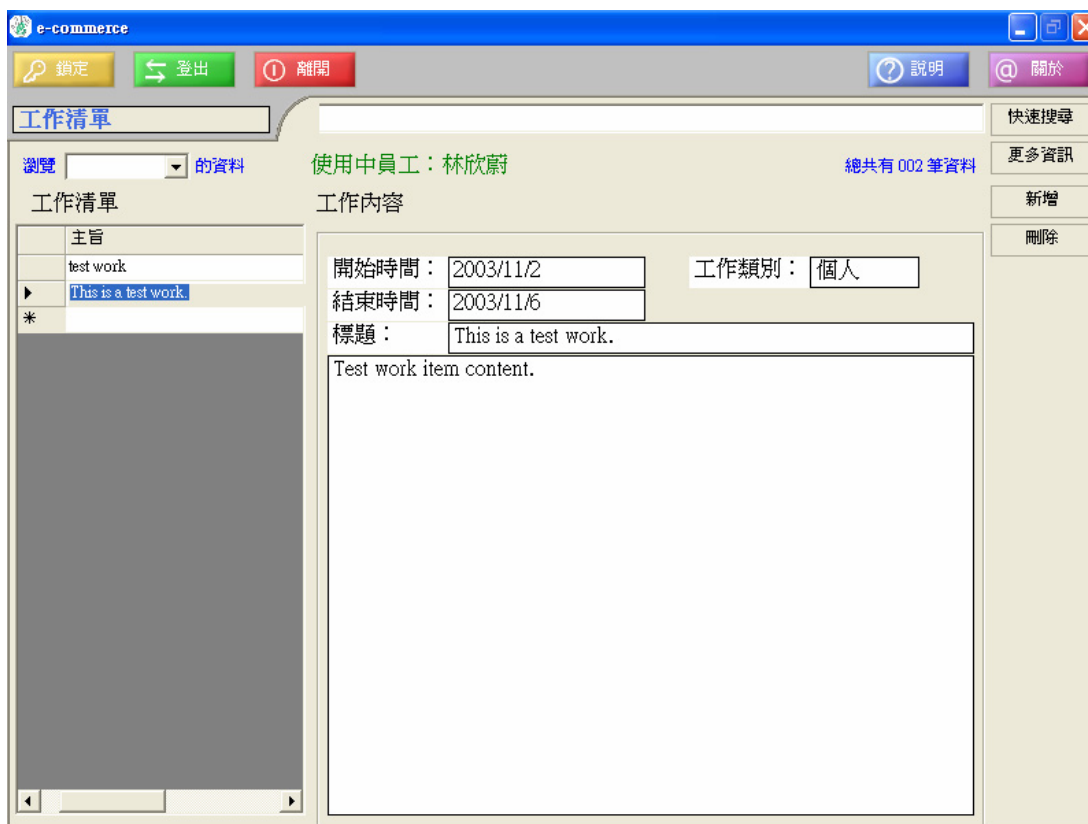 e-commerce
鎖定 登出 離開 說明 關於
工作清單
快速搜尋
更多資訊
新增
刪除
瀏覽 的資料 使用中員工：林欣蔚 總共有 002 筆資料
工作清單
主旨
test work
This is a test work.
工作內容
開始時間： 2003/11/2 工作類別： 個人
結束時間： 2003/11/6
標題： This is a test work.
Test work item content.